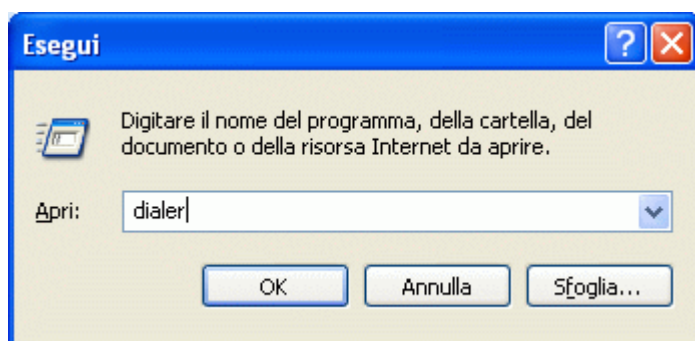 Esegui
Digitare il nome del programma, della cartella, del
documento o della risorsa Internet da aprire.
Apri: dialer
OK Annulla Sfoglia...